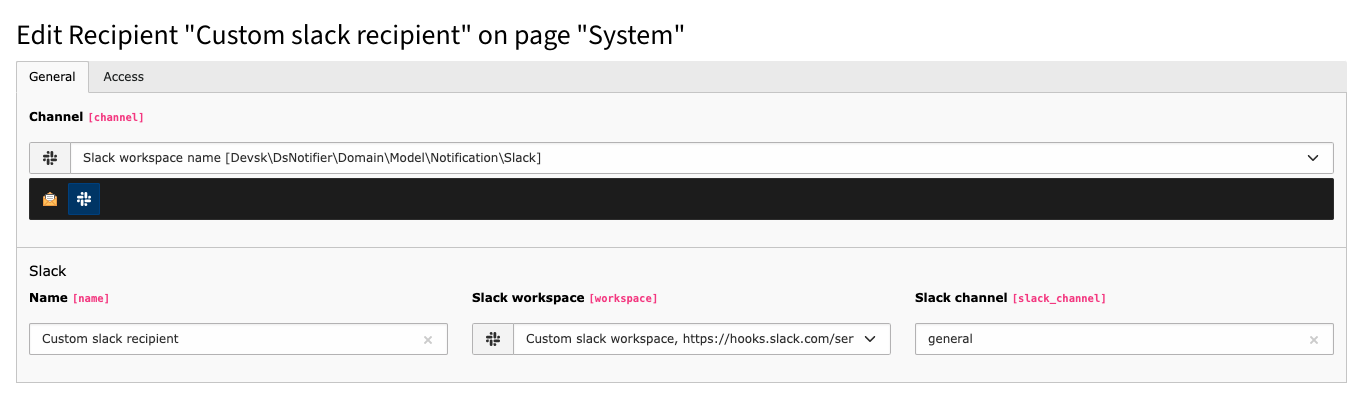 Edit Recipient "Custom slack recipient" on page "System"
General Access
Channel [channel]
Slack workspace name [Devsk\DsNotifier\Domain\Model\Notification\Slack]
Slack
Name [name] Slack workspace [workspace] Slack channel [slack_channel]
Custom slack recipient Custom slack workspace, https://hooks.slack.com/ser general